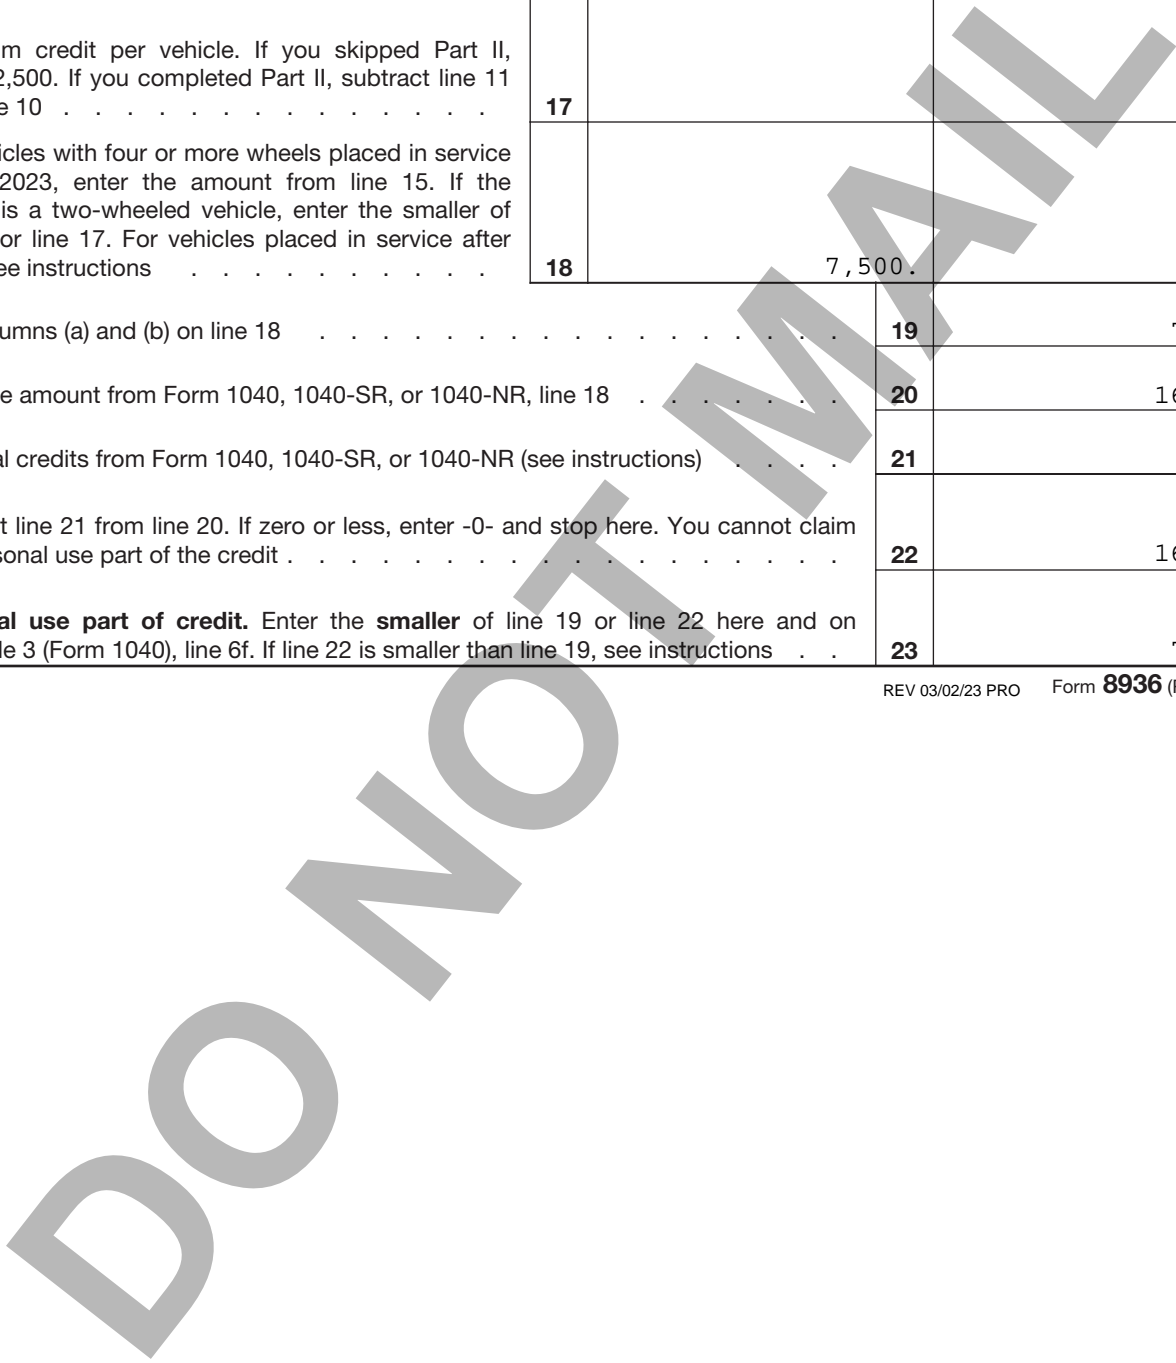 m credit per vehicle. If you skipped Part II,
2,500. If you completed Part II, subtract line 11
e 10 . . . . . . . . . . . . . . 17
icles with four or more wheels placed in service
2023, enter the amount from line 15. If the
is a two-wheeled vehicle, enter the smaller of
or line 17. For vehicles placed in service after
ee instructions . . . . . . . . . . 18 7,500.
umns (a) and (b) on line 18 . . . . . . . . . . . . . . . . . 19
e amount from Form 1040, 1040-SR, or 1040-NR, line 18 . . . . . . . 20 16
al credits from Form 1040, 1040-SR, or 1040-NR (see instructions) . . . . 21
t line 21 from line 20. If zero or less, enter -0- and stop here. You cannot claim
sonal use part of the credit . . . . . . . . . . . . . . . . . . 22 16
al use part of credit. Enter the smaller of line 19 or line 22 here and on
le 3 (Form 1040), line 6f. If line 22 is smaller than line 19, see instructions . . 23
REV 03/02/23 PRO Form 8936
DO NOT MAIL